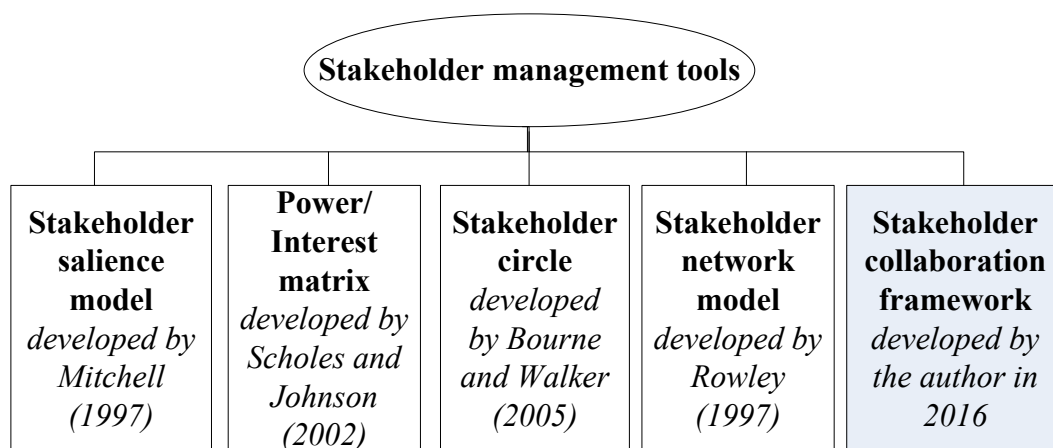 Stakeholder management tools
Stakeholder
salience
model
developed by
Mitchell
(1997)
Power/
Interest
matrix
developed by
Scholes and
Johnson
(2002)
Stakeholder
circle
developed
by Bourne
and Walker
(2005)
Stakeholder
network
model
developed by
Rowley
(1997)
Stakeholder
collaboration
framework
developed by
the author in
2016